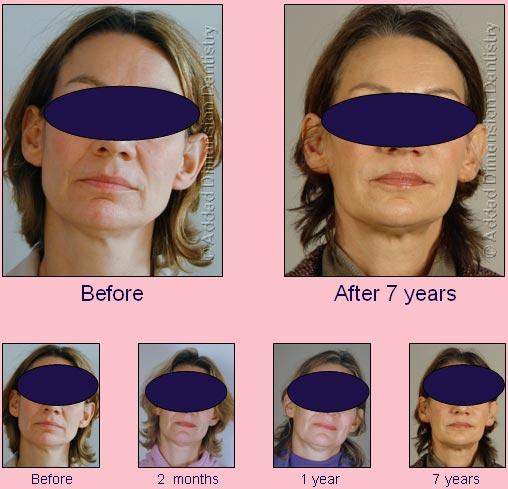 © Added Dimension Dentistry
© Added Dimension Dentistry
Before
After 7 years
Before
2 months
1 year
7 years